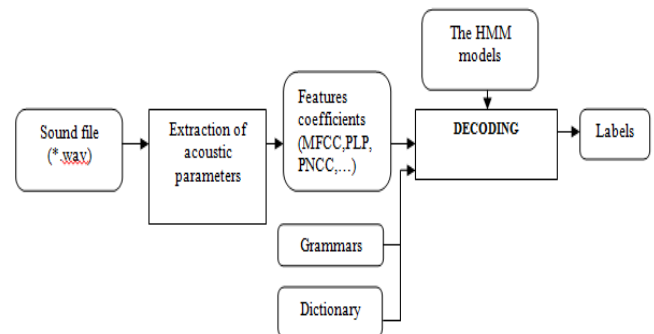 The HMM
models
Sound file
(*.wav)
Extraction of
acoustic
parameters
Features
coefficients
(MFCC,PLP,
PNCC,…)
DECODING
Labels
Grammars
Dictionary